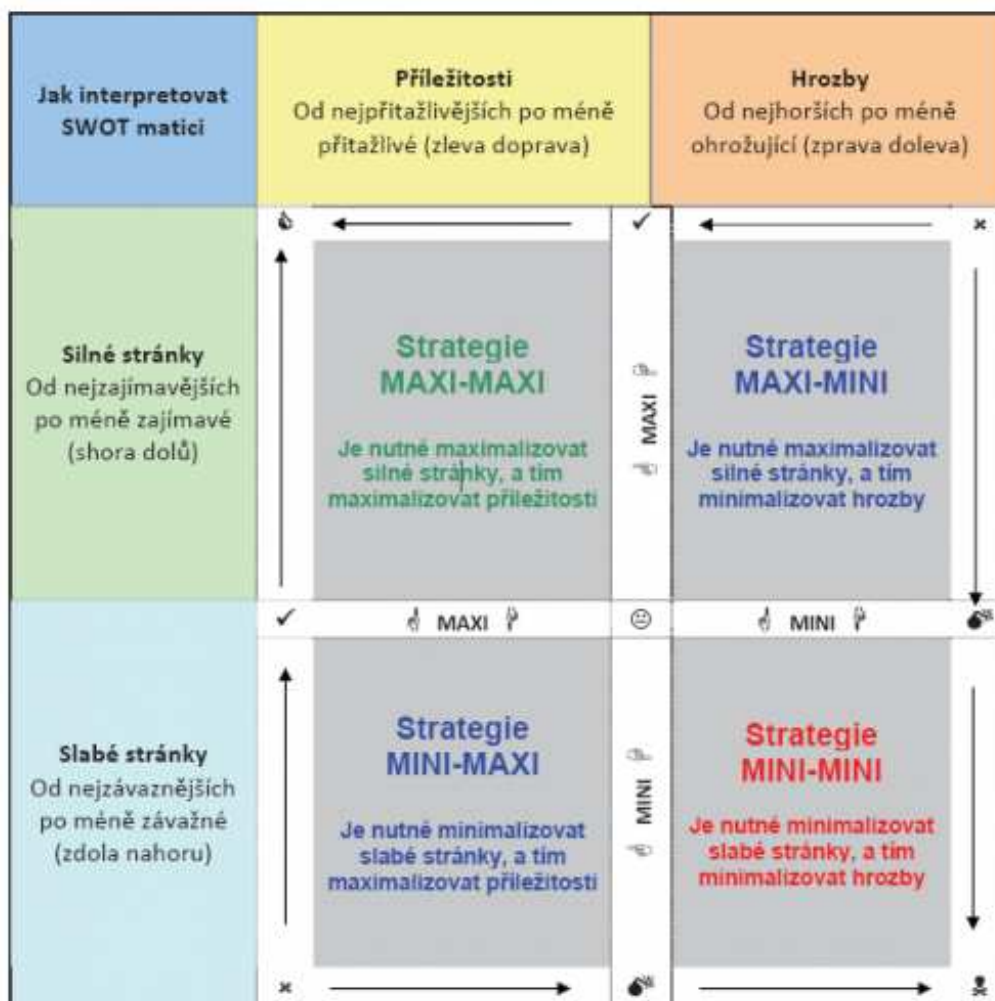 Jak interpretovat
SWOT matici
Příležitosti
Od nejpřitažlivějších po méně
přitažlivé (zleva doprava)
Hrozby
Od nejhorších po méně
ohrožující (zprava doleva)
Silné stránky
Od nejzajímavějších
po méně zajímavé
(shora dolů)
Strategie
MAXI-MAXI
Je nutné maximalizovat
silné stránky, a tím
maximalizovat příležitosti
MAXI
Strategie
MAXI-MINI
Je nutné maximalizovat
silné stránky, a tím
minimalizovat hrozby
MAXI
MINI
Slabé stránky
Od nejzávaznějších
po méně závažné
(zdola nahoru)
Strategie
MINI-MAXI
Je nutné minimalizovat
slabé stránky, a tím
maximalizovat příležitosti
MINI
Strategie
MINI-MINI
Je nutné minimalizovat
slabé stránky, a tím
minimalizovat hrozby